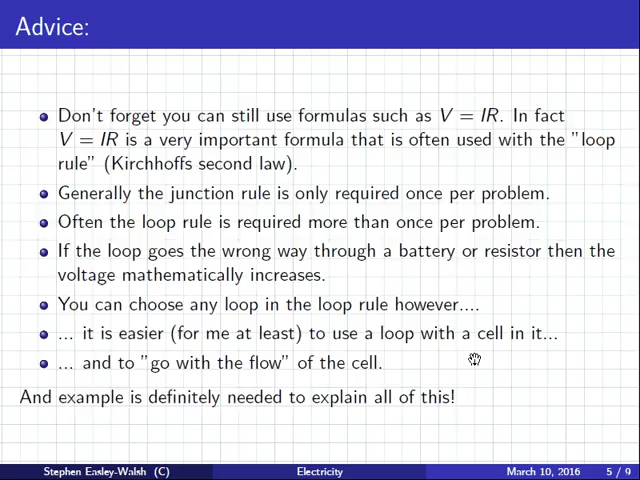 Advice:
Don't forget you can still use formulas such as V = IR. In fact
V = IR is a very important formula that is often used with the "loop
rule" (Kirchhoffs second law).
Generally the junction rule is only required once per problem.
Often the loop rule is required more than once per problem.
If the loop goes the wrong way through a battery or resistor then the
voltage mathematically increases.
You can choose any loop in the loop rule however....
... it is easier (for me at least) to use a loop with a cell in it...
... and to "go with the flow" of the cell.
And example is definitely needed to explain all of this!
Stephen Easley-Walsh (C) Electricity March 10, 2016 5 / 9